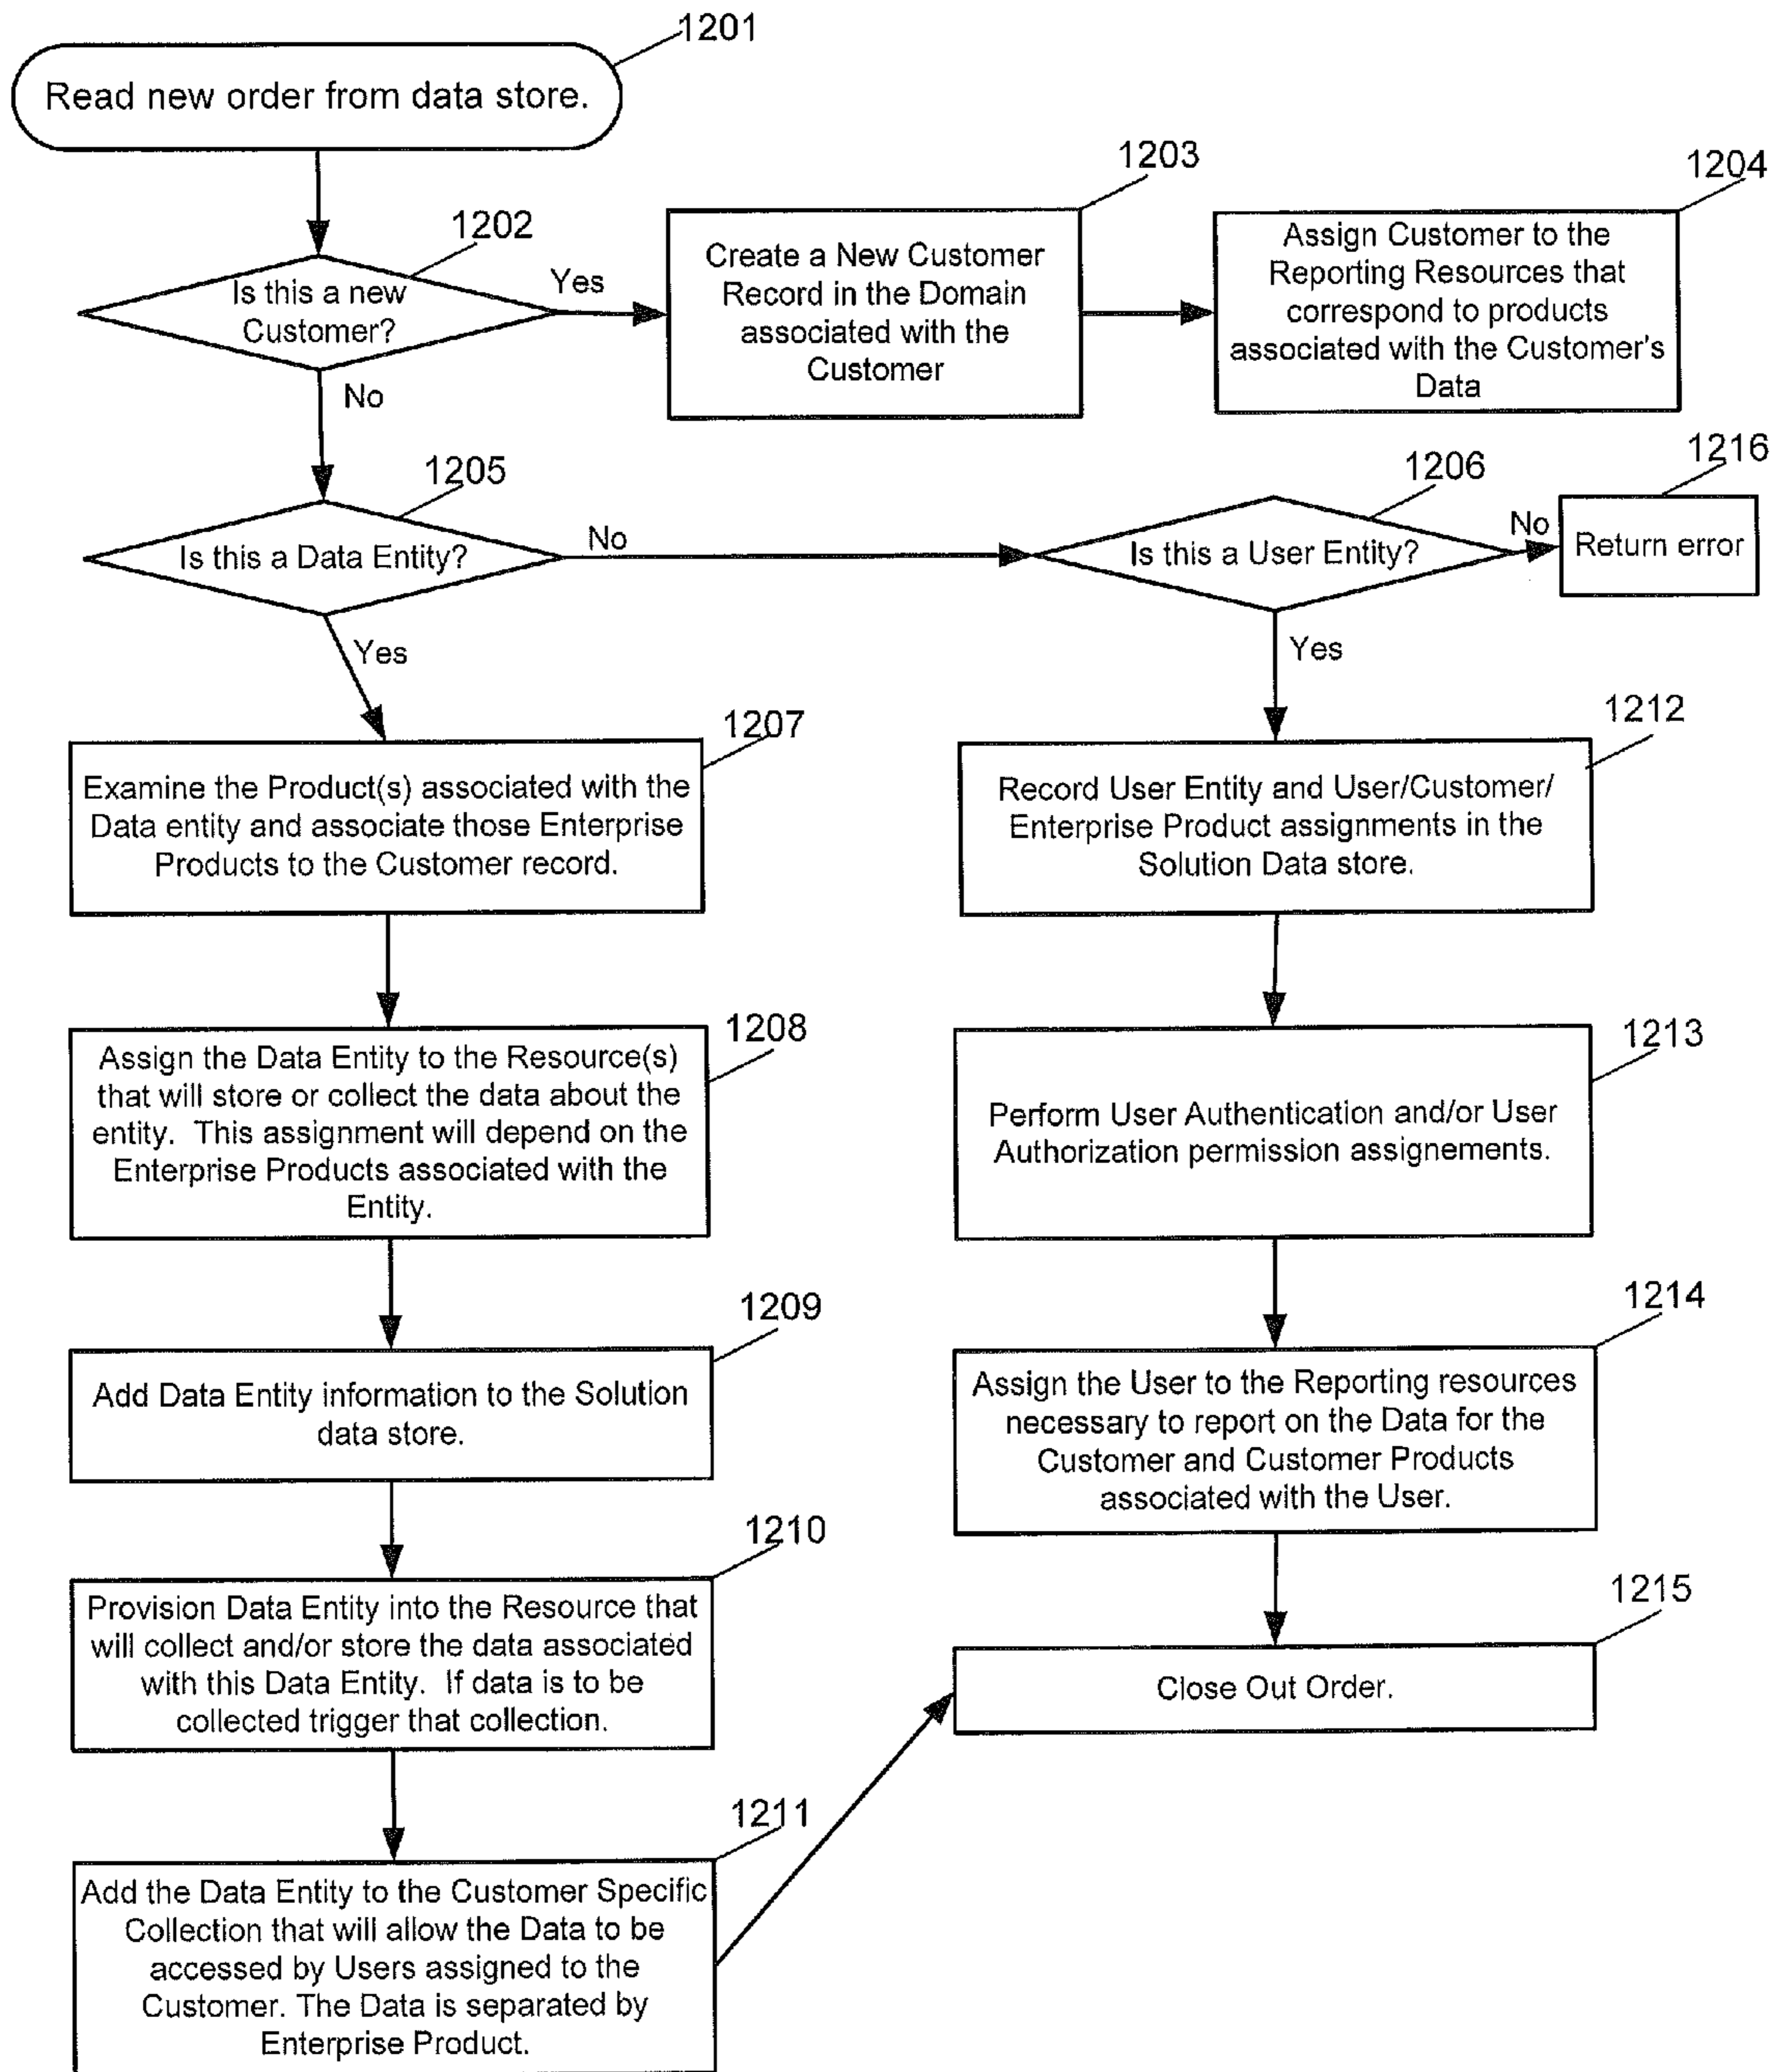 1201
Read new order from data store.
1202
Is this a new
Customer?
Yes
No
1203
Create a New Customer
Record in the Domain
associated with the
Customer
1204
Assign Customer to the
Reporting Resources that
correspond to products
associated with the Customer's
Data
1205
Is this a Data Entity?
No
Yes
1206
Is this a User Entity?
No
Yes
1216
Return error
1207
Examine the Product(s) associated with the
Data entity and associate those Enterprise
Products to the Customer record.
1208
Assign the Data Entity to the Resource(s)
that will store or collect the data about the
entity. This assignment will depend on the
Enterprise Products associated with the
Entity.
1209
Add Data Entity information to the Solution
data store.
1210
Provision Data Entity into the Resource that
will collect and/or store the data associated
with this Data Entity. If data is to be
collected trigger that collection.
1211
Add the Data Entity to the Customer Specific
Collection that will allow the Data to be
accessed by Users assigned to the
Customer. The Data is separated by
Enterprise Product.
1212
Record User Entity and User/Customer/
Enterprise Product assignments in the
Solution Data store.
1213
Perform User Authentication and/or User
Authorization permission assignements.
1214
Assign the User to the Reporting resources
necessary to report on the Data for the
Customer and Customer Products
associated with the User.
1215
Close Out Order.